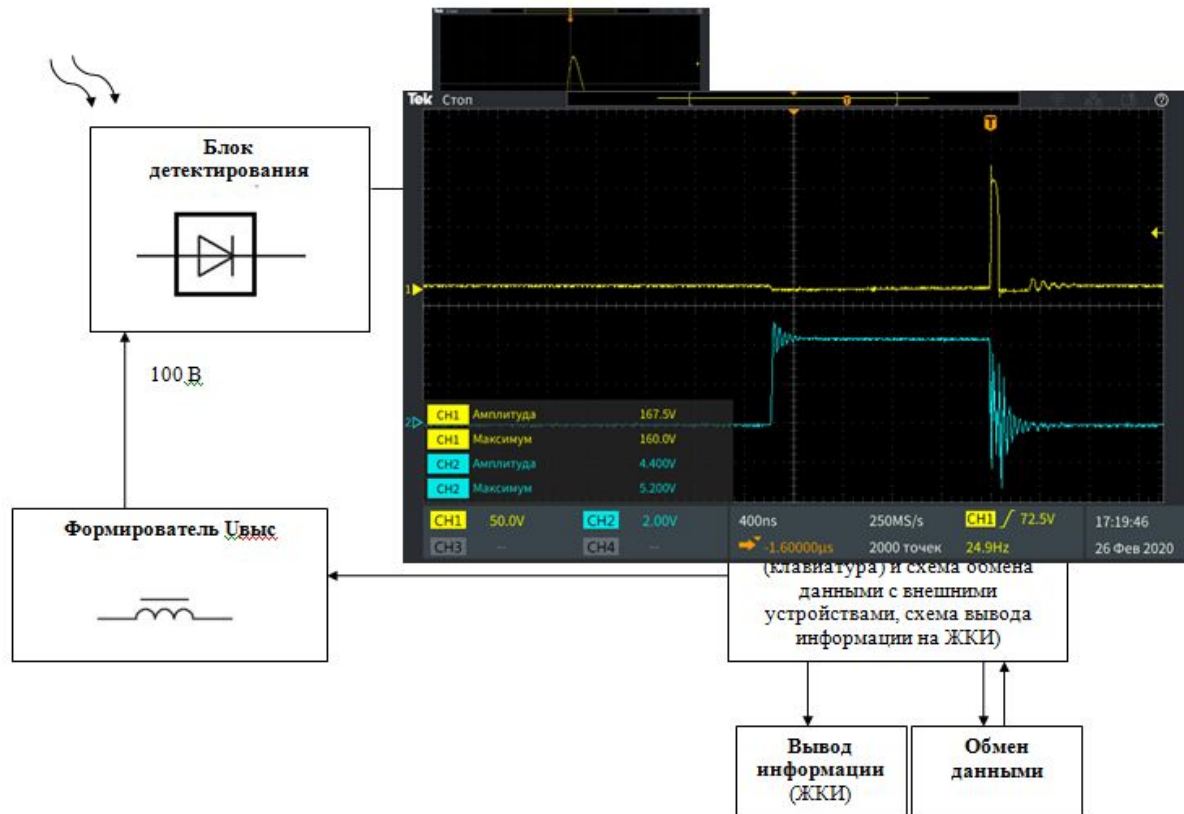 Tek Стоп
Блок
детектирования
T
1
100 В
2
CH1 Амплитуда 167.5V
CH1 Максимум 160.0V
CH2 Амплитуда 4.400V
CH2 Максимум 5.200V
Формирователь Uвыс
CH1 50.0V CH2 2.00V 400ns 250MS/s CH1 72.5V 17:19:46
CH3 -- CH4 -- -1.60000µs 2000 точек 24.9Hz 26 Фев 2020
(клавиатура) и схема обмена
данными с внешними
устройствами, схема вывода
информации на ЖКИ)
Вывод
информации
(ЖКИ)
Обмен
данными